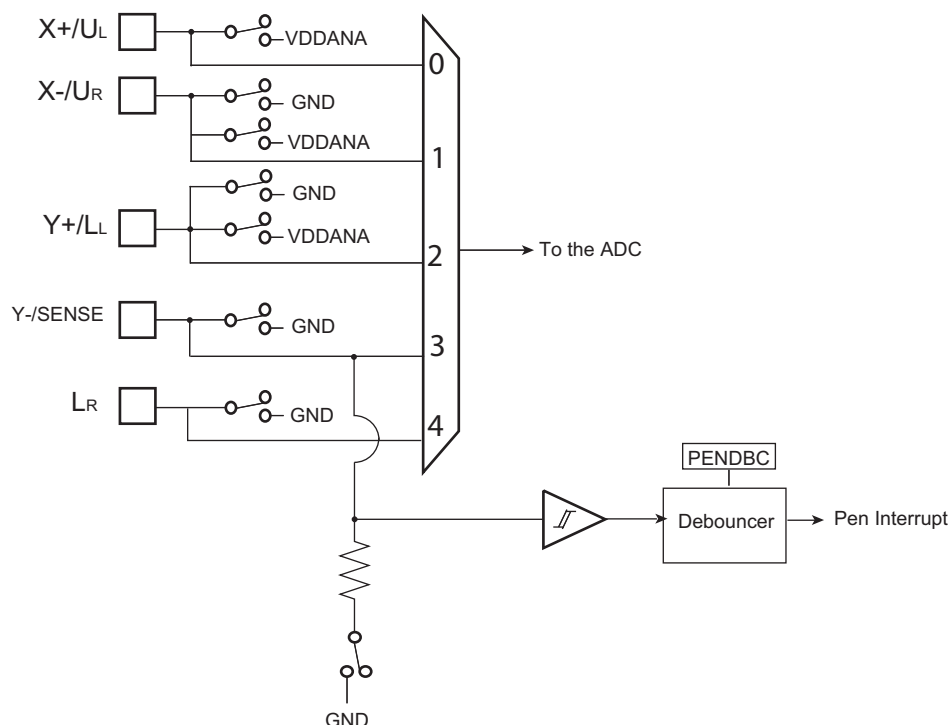 X+/UL
VDDANA
0
X-/UR
GND
VDDANA
1
GND
Y+/LL
VDDANA
2
To the ADC
Y-/SENSE
GND
3
LR
GND
4
PENDBC
Debouncer
Pen Interrupt
GND